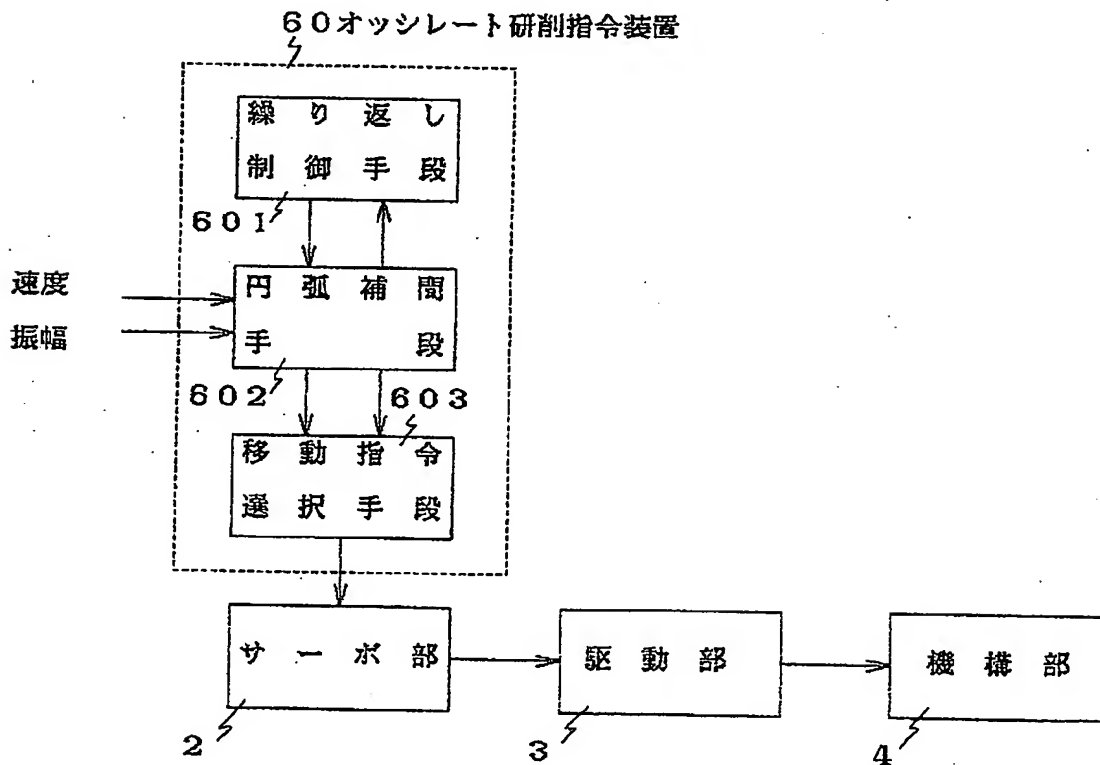 60オッシレート研削指令装置
繰り返し
制御手段
601
速度
振幅
円弧補間
手段
602
603
移動指令
選択手段
サーボ部
駆動部
機構部
2
3
4